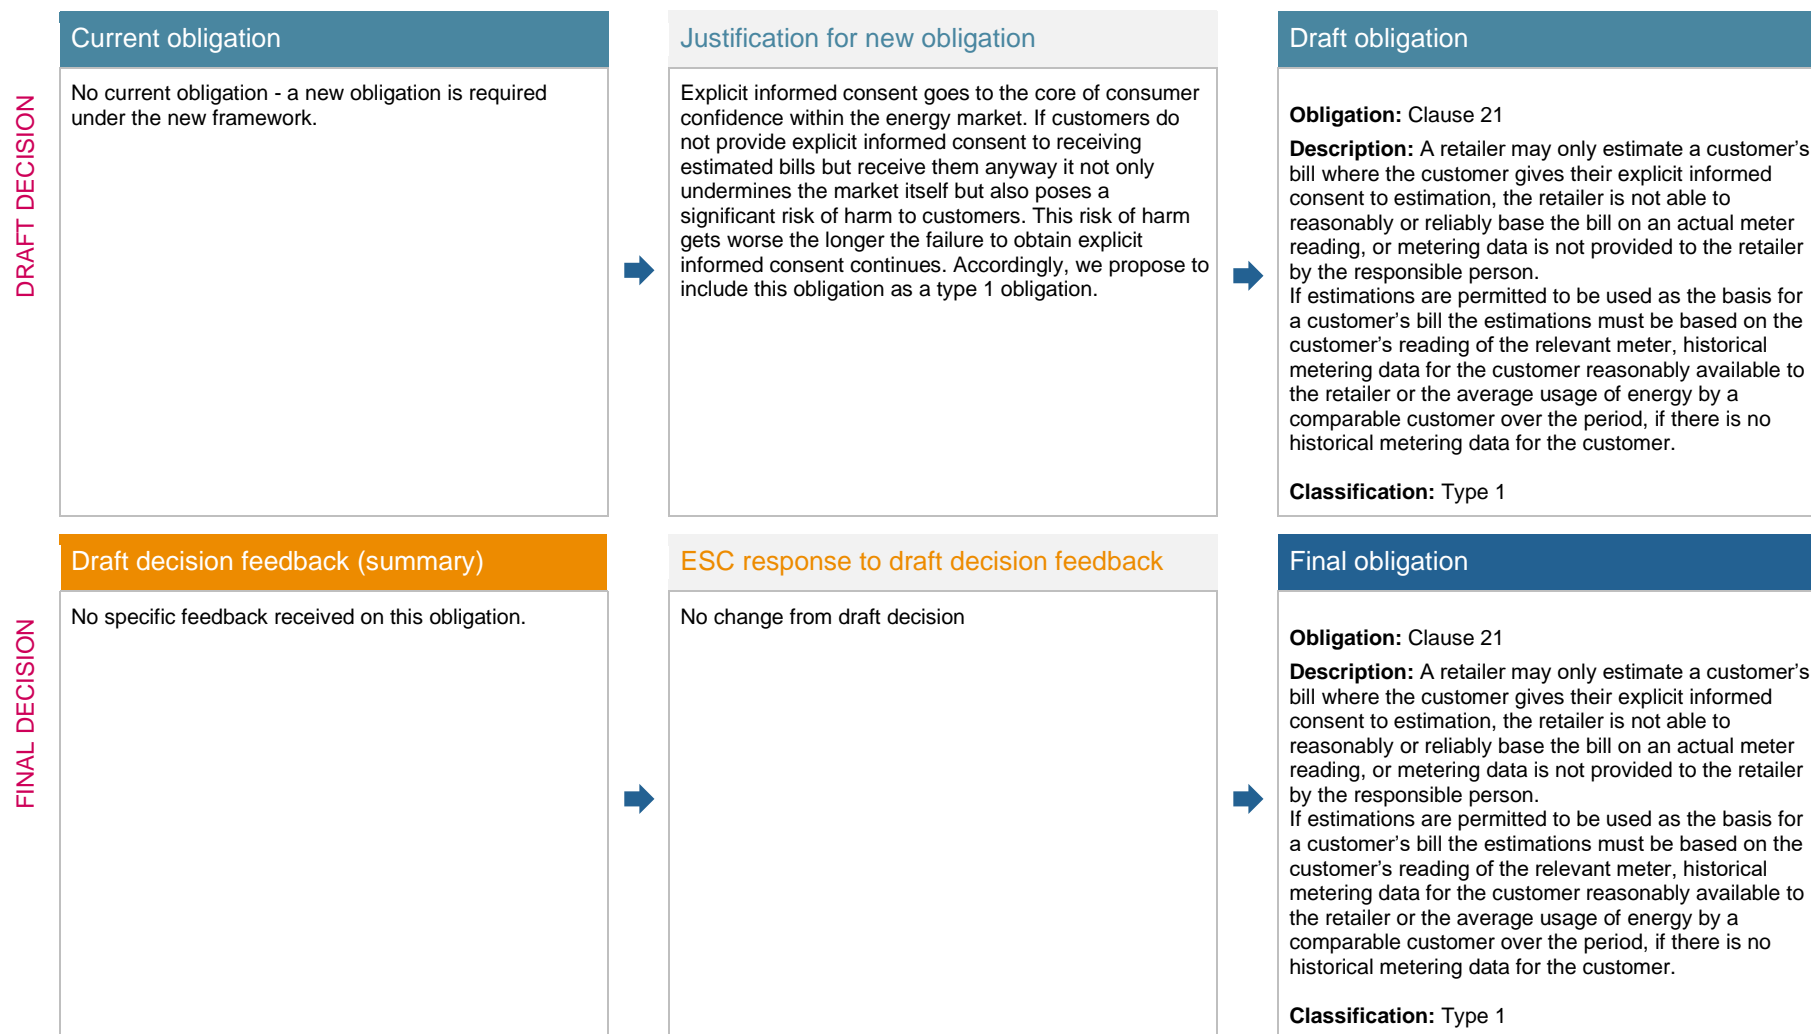 DRAFT DECISION
Current obligation
No current obligation - a new obligation is required
under the new framework.
Justification for new obligation
Explicit informed consent goes to the core of consumer
confidence within the energy market. If customers do
not provide explicit informed consent to receiving
estimated bills but receive them anyway it not only
undermines the market itself but also poses a
significant risk of harm to customers. This risk of harm
gets worse the longer the failure to obtain explicit
informed consent continues. Accordingly, we propose to
include this obligation as a type 1 obligation.
Draft obligation
Obligation: Clause 21
Description: A retailer may only estimate a customer’s
bill where the customer gives their explicit informed
consent to estimation, the retailer is not able to
reasonably or reliably base the bill on an actual meter
reading, or metering data is not provided to the retailer
by the responsible person.
If estimations are permitted to be used as the basis for
a customer’s bill the estimations must be based on the
customer’s reading of the relevant meter, historical
metering data for the customer reasonably available to
the retailer or the average usage of energy by a
comparable customer over the period, if there is no
historical metering data for the customer.
Classification: Type 1
FINAL DECISION
Draft decision feedback (summary)
No specific feedback received on this obligation.
ESC response to draft decision feedback
No change from draft decision
Final obligation
Obligation: Clause 21
Description: A retailer may only estimate a customer’s
bill where the customer gives their explicit informed
consent to estimation, the retailer is not able to
reasonably or reliably base the bill on an actual meter
reading, or metering data is not provided to the retailer
by the responsible person.
If estimations are permitted to be used as the basis for
a customer’s bill the estimations must be based on the
customer’s reading of the relevant meter, historical
metering data for the customer reasonably available to
the retailer or the average usage of energy by a
comparable customer over the period, if there is no
historical metering data for the customer.
Classification: Type 1